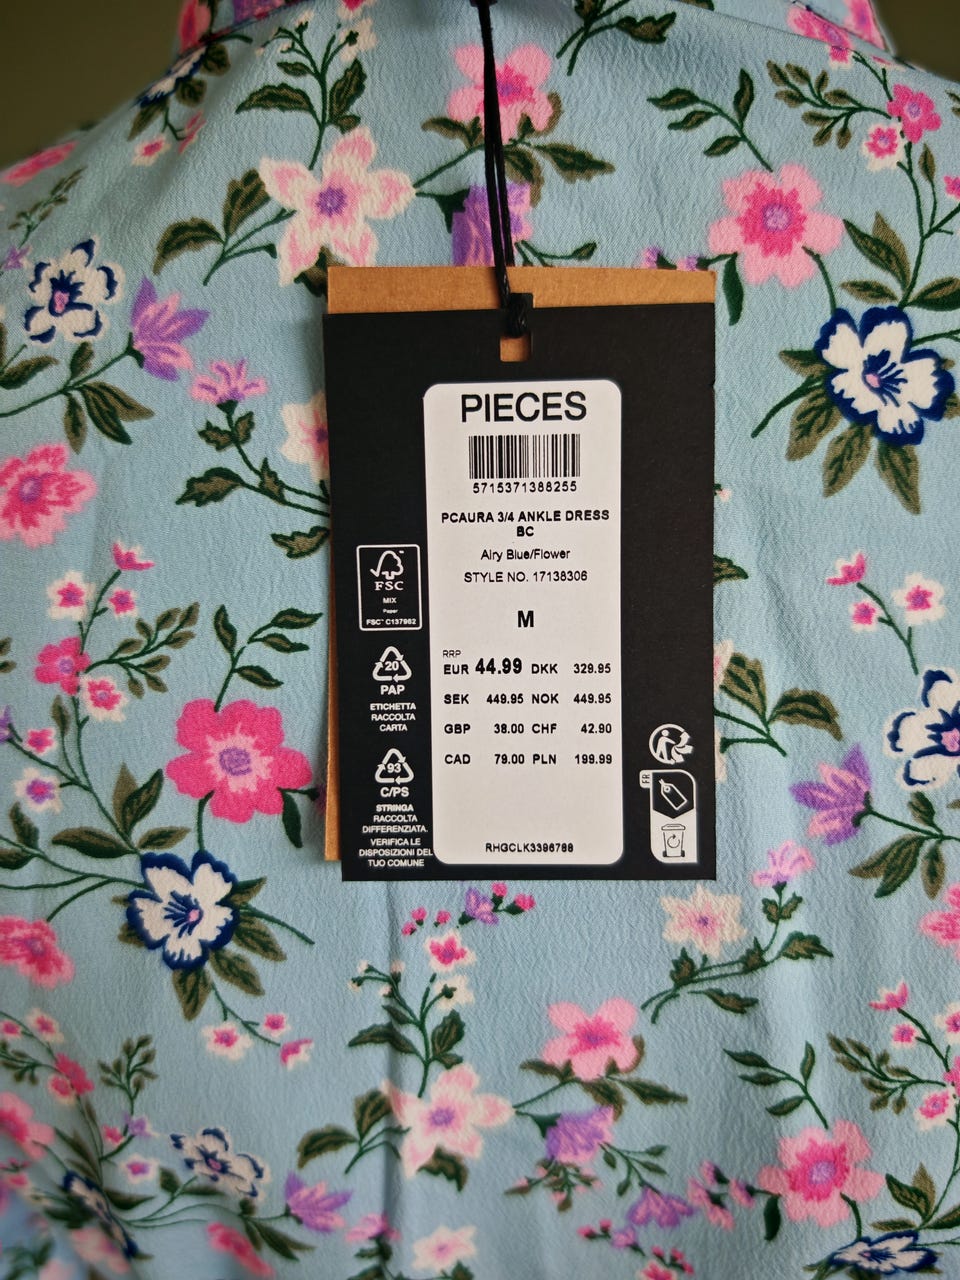 PIECES
5715371388255
PCAURA 3/4 ANKLE DRESS
BC
Airy Blue/Flower
STYLE NO. 17138306
M
RRP
EUR 44.99 DKK 329.95
SEK 449.95 NOK 449.95
GBP 38.00 CHF 42.90
CAD 79.00 PLN 199.99
RHGCLK3396788
FSC
MIX
Paper
FSC™ C137962
20
PAP
ETICHETTA
RACCOLTA
CARTA
93
C/PS
STRINGA
RACCOLTA
DIFFERENZIATA.
VERIFICA LE
DISPOSIZIONI DEL
TUO COMUNE
FR